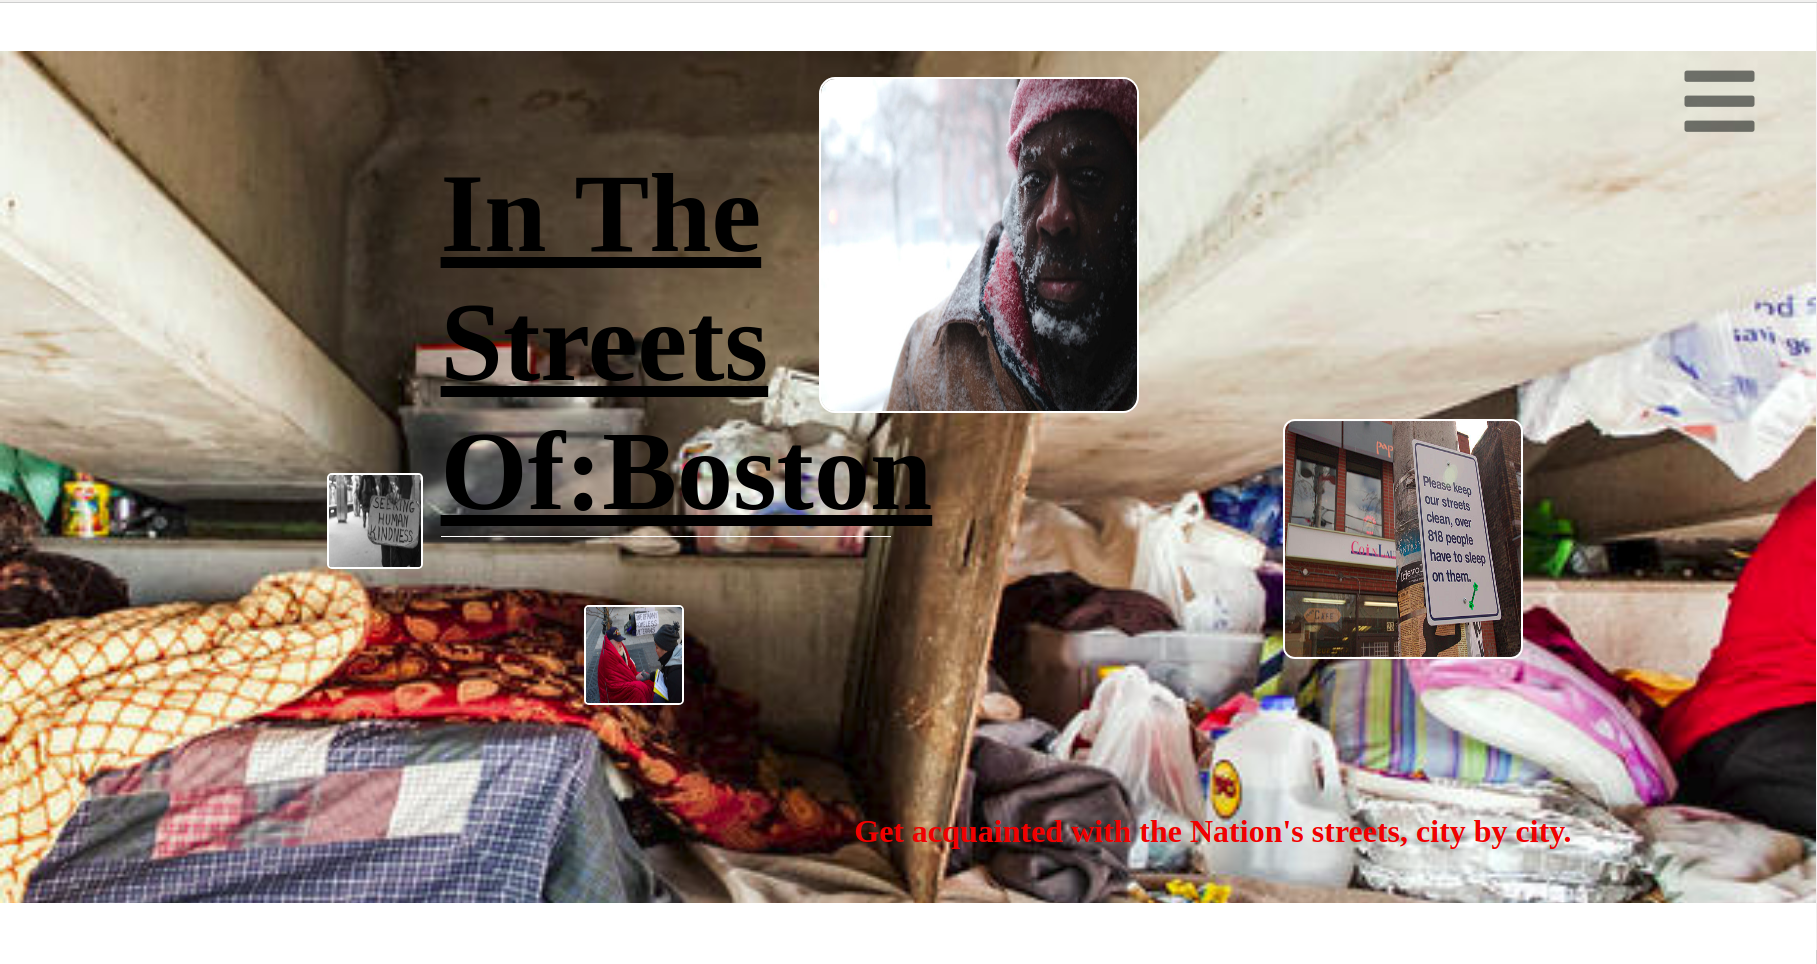 In The
Streets
Of:Boston
SEEKING
HUMAN
KINDNESS
Please keep
our streets
clean, over
818 people
have to sleep
on them.
Get acquainted with the Nation's streets, city by city.